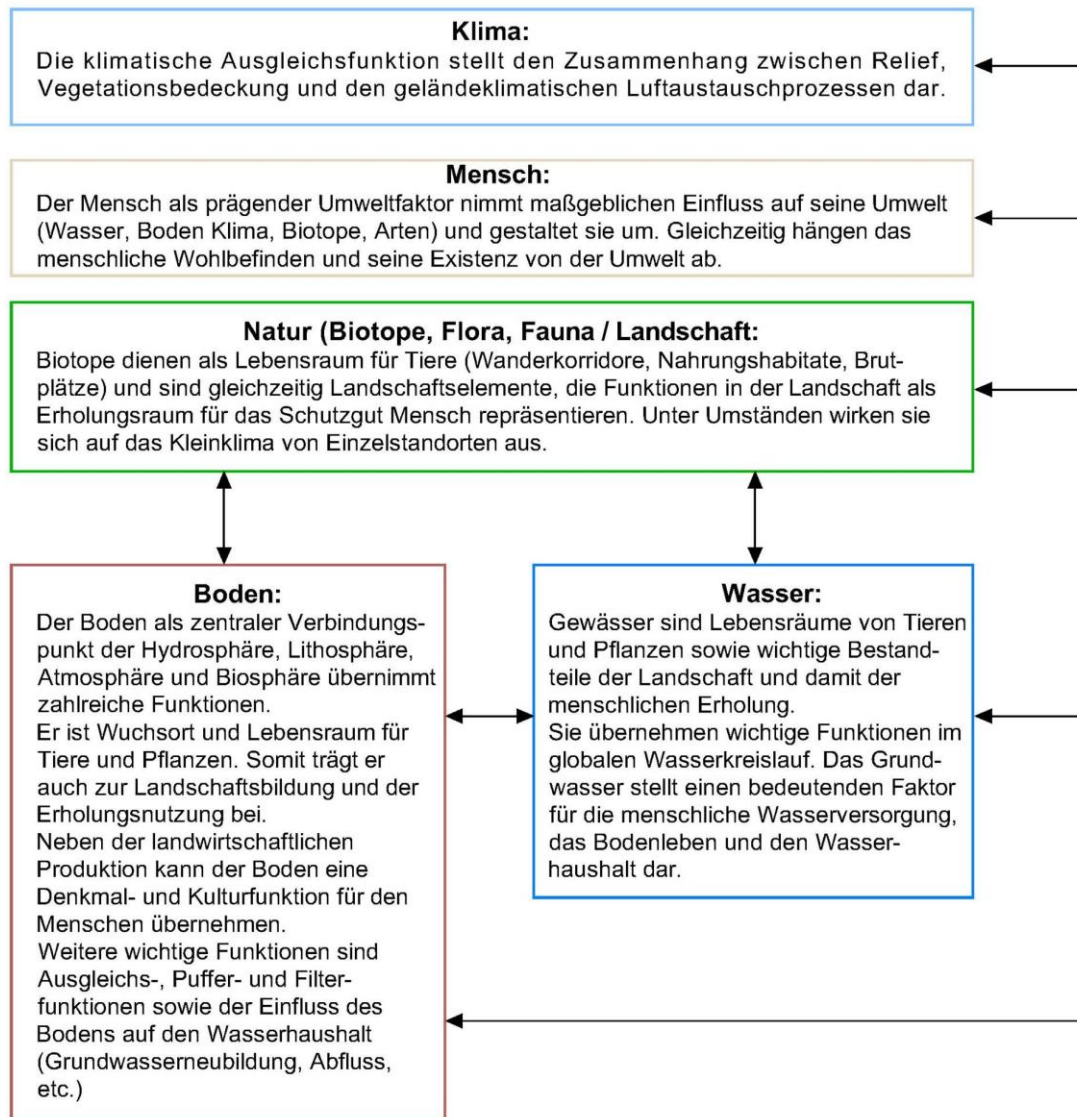 Klima:
Die klimatische Ausgleichsfunktion stellt den Zusammenhang zwischen Relief,
Vegetationsbedeckung und den geländeklimatischen Luftaustauschprozessen dar.
Mensch:
Der Mensch als prägender Umweltfaktor nimmt maßgeblichen Einfluss auf seine Umwelt
(Wasser, Boden Klima, Biotope, Arten) und gestaltet sie um. Gleichzeitig hängen das
menschliche Wohlbefinden und seine Existenz von der Umwelt ab.
Natur (Biotope, Flora, Fauna / Landschaft:
Biotope dienen als Lebensraum für Tiere (Wanderkorridore, Nahrungshabitate, Brut-
plätze) und sind gleichzeitig Landschaftselemente, die Funktionen in der Landschaft als
Erholungsraum für das Schutzgut Mensch repräsentieren. Unter Umständen wirken sie
sich auf das Kleinklima von Einzelstandorten aus.
Boden:
Der Boden als zentraler Verbindungs-
punkt der Hydrosphäre, Lithosphäre,
Atmosphäre und Biosphäre übernimmt
zahlreiche Funktionen.
Er ist Wuchsort und Lebensraum für
Tiere und Pflanzen. Somit trägt er
auch zur Landschaftsbildung und der
Erholungsnutzung bei.
Neben der landwirtschaftlichen
Produktion kann der Boden eine
Denkmal- und Kulturfunktion für den
Menschen übernehmen.
Weitere wichtige Funktionen sind
Ausgleichs-, Puffer- und Filter-
funktionen sowie der Einfluss des
Bodens auf den Wasserhaushalt
(Grundwasserneubildung, Abfluss,
etc.)
Wasser:
Gewässer sind Lebensräume von Tieren
und Pflanzen sowie wichtige Bestand-
teile der Landschaft und damit der
menschlichen Erholung.
Sie übernehmen wichtige Funktionen im
globalen Wasserkreislauf. Das Grund-
wasser stellt einen bedeutenden Faktor
für die menschliche Wasserversorgung,
das Bodenleben und den Wasser-
haushalt dar.